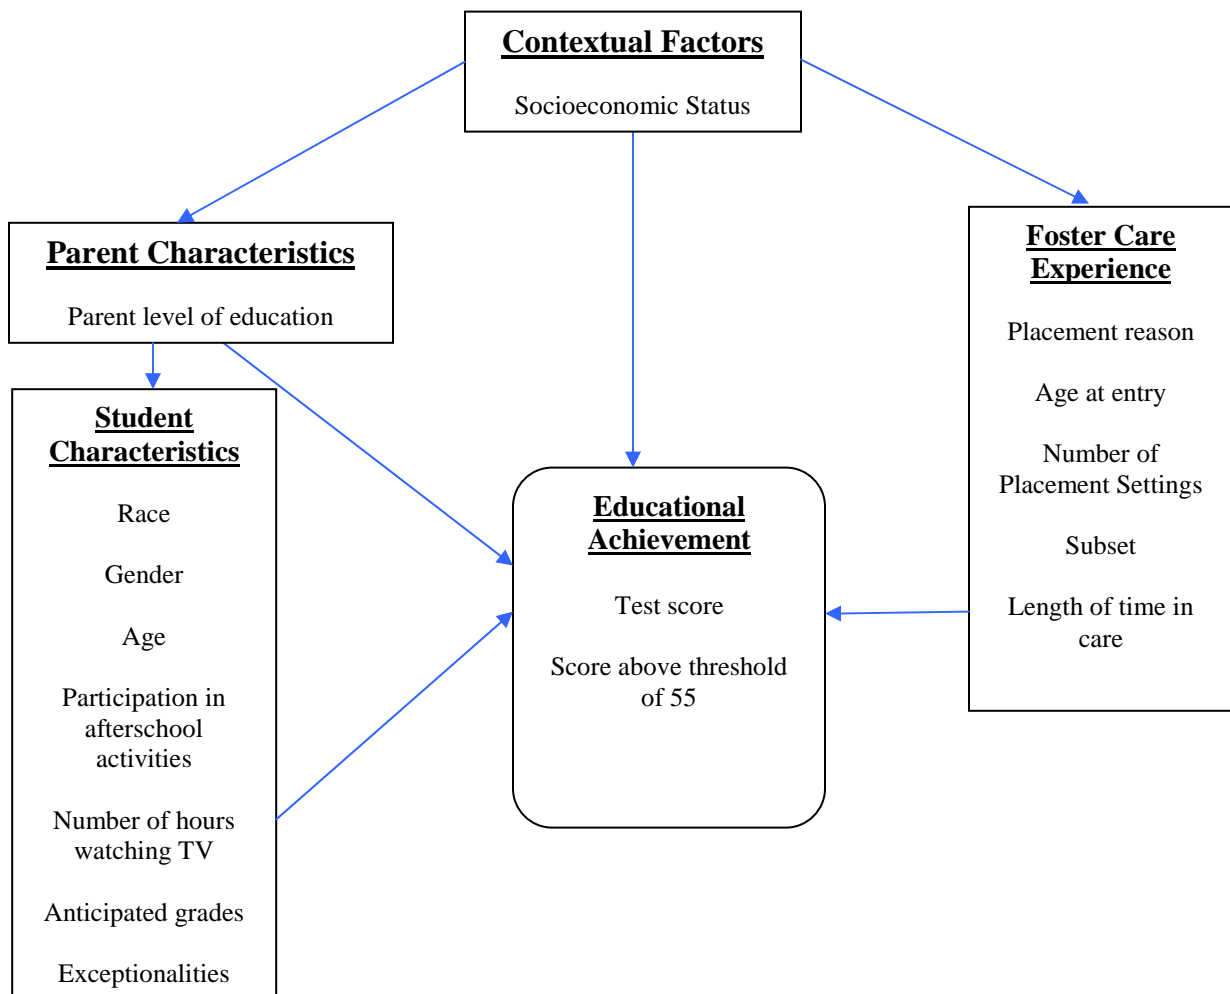 Contextual Factors
Socioeconomic Status
Parent Characteristics
Parent level of education
Foster Care
Experience
Placement reason
Age at entry
Number of
Placement Settings
Subset
Length of time in
care
Student
Characteristics
Race
Gender
Age
Participation in
afterschool
activities
Number of hours
watching TV
Anticipated grades
Exceptionalities
Educational
Achievement
Test score
Score above threshold
of 55